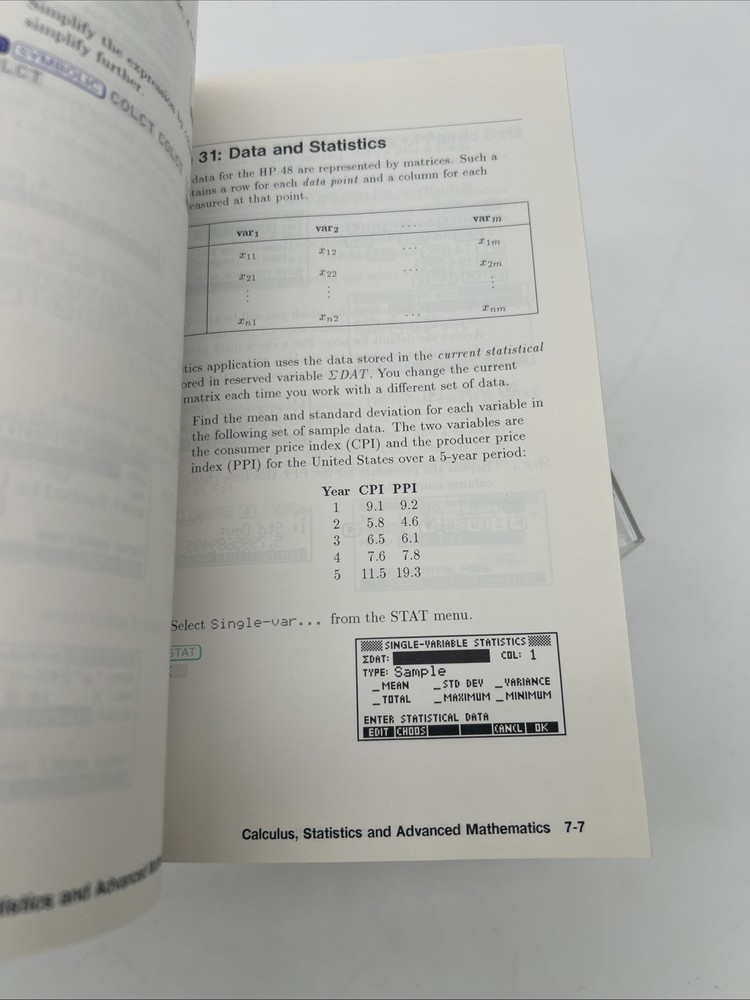 Simplify the expression by
simplify further.
SYMBOLIC COLCT COLCT
LCT
31: Data and Statistics
data for the HP 48 are represented by matrices. Such a
tains a row for each data point and a column for each
easured at that point.
var1 var2 ... varm
x11 x12 ... x1m
x21 x22 ... x2m
⋮ ⋮ ⋮
xn1 xn2 ... xnm
tics application uses the data stored in the current statistical
ored in reserved variable ΣDAT. You change the current
matrix each time you work with a different set of data.
Find the mean and standard deviation for each variable in
the following set of sample data. The two variables are
the consumer price index (CPI) and the producer price
index (PPI) for the United States over a 5-year period:
Year CPI PPI
1 9.1 9.2
2 5.8 4.6
3 6.5 6.1
4 7.6 7.8
5 11.5 19.3
Select Single-var... from the STAT menu.
STAT
SINGLE-VARIABLE STATISTICS
ΣDAT: COL: 1
TYPE: Sample
_MEAN _STD DEV _VARIANCE
_TOTAL _MAXIMUM _MINIMUM
ENTER STATISTICAL DATA
EDIT CHOOS CANCL OK
Calculus, Statistics and Advanced Mathematics 7-7
tistics and Advanced Mathe